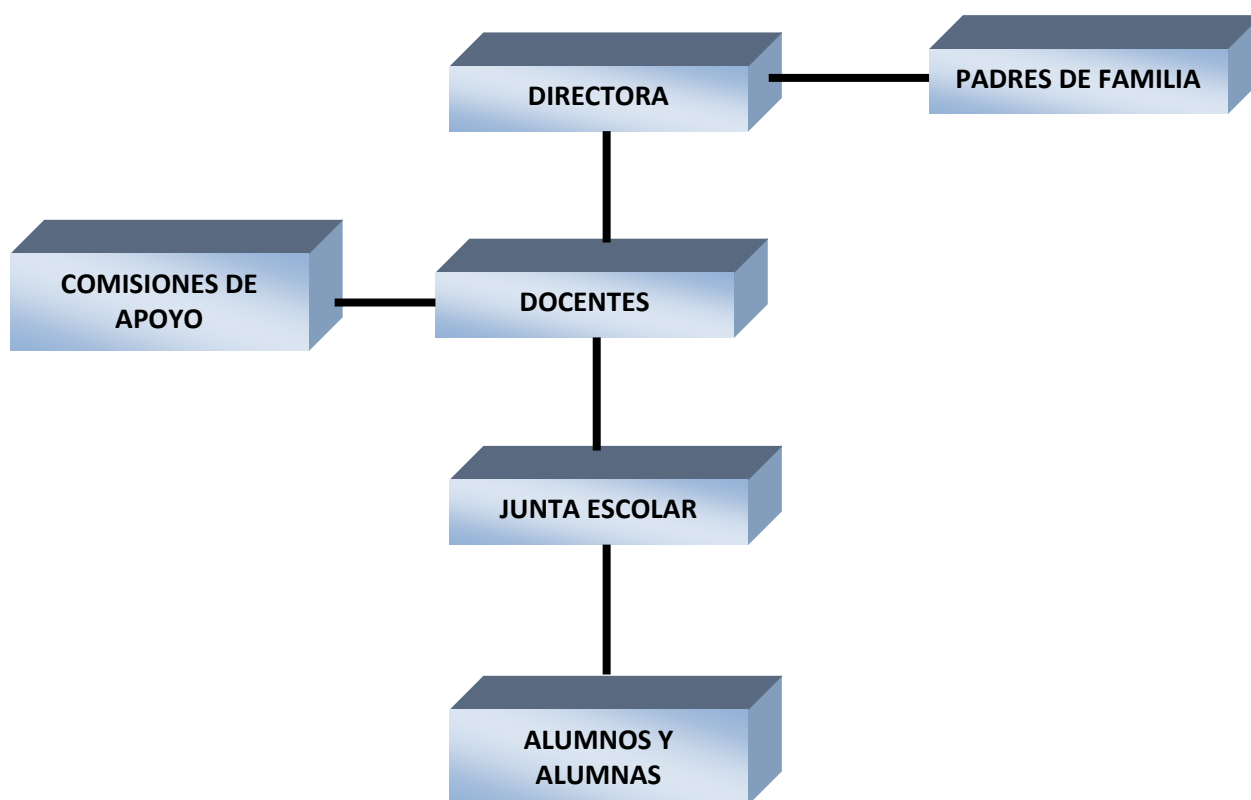 DIRECTORA
PADRES DE FAMILIA
COMISIONES DE
APOYO
DOCENTES
JUNTA ESCOLAR
ALUMNOS Y
ALUMNAS